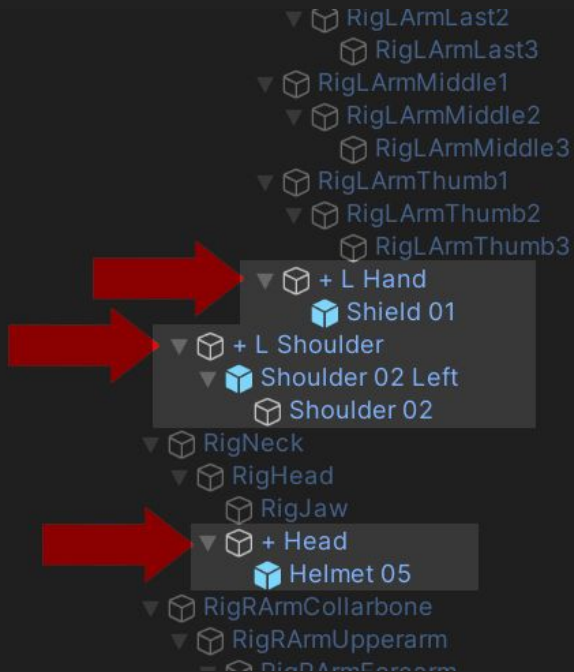 RigLArmLast2
RigLArmLast3
RigLArmMiddle1
RigLArmMiddle2
RigLArmMiddle3
RigLArmThumb1
RigLArmThumb2
RigLArmThumb3
+ L Hand
Shield 01
+ L Shoulder
Shoulder 02 Left
Shoulder 02
RigNeck
RigHead
RigJaw
+ Head
Helmet 05
RigRArmCollarbone
RigRArmUpperarm
RigRArmForearm